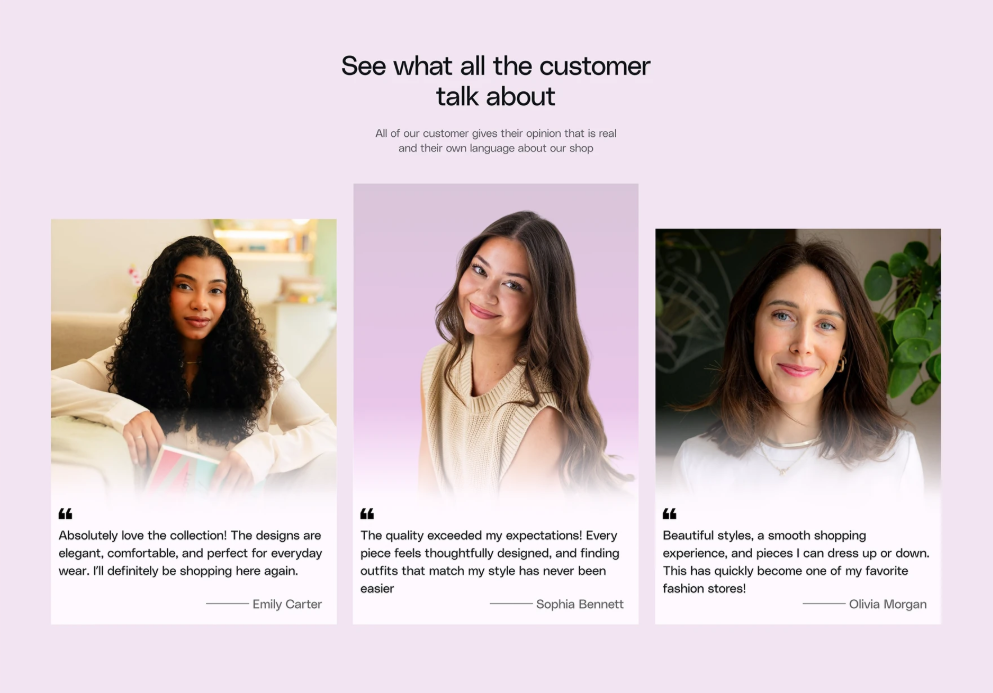 See what all the customer
talk about
All of our customer gives their opinion that is real
and their own language about our shop
❝
Absolutely love the collection! The designs are
elegant, comfortable, and perfect for everyday
wear. I'll definitely be shopping here again.
Emily Carter
❝
The quality exceeded my expectations! Every
piece feels thoughtfully designed, and finding
outfits that match my style has never been
easier
Sophia Bennett
❝
Beautiful styles, a smooth shopping
experience, and pieces I can dress up or down.
This has quickly become one of my favorite
fashion stores!
Olivia Morgan